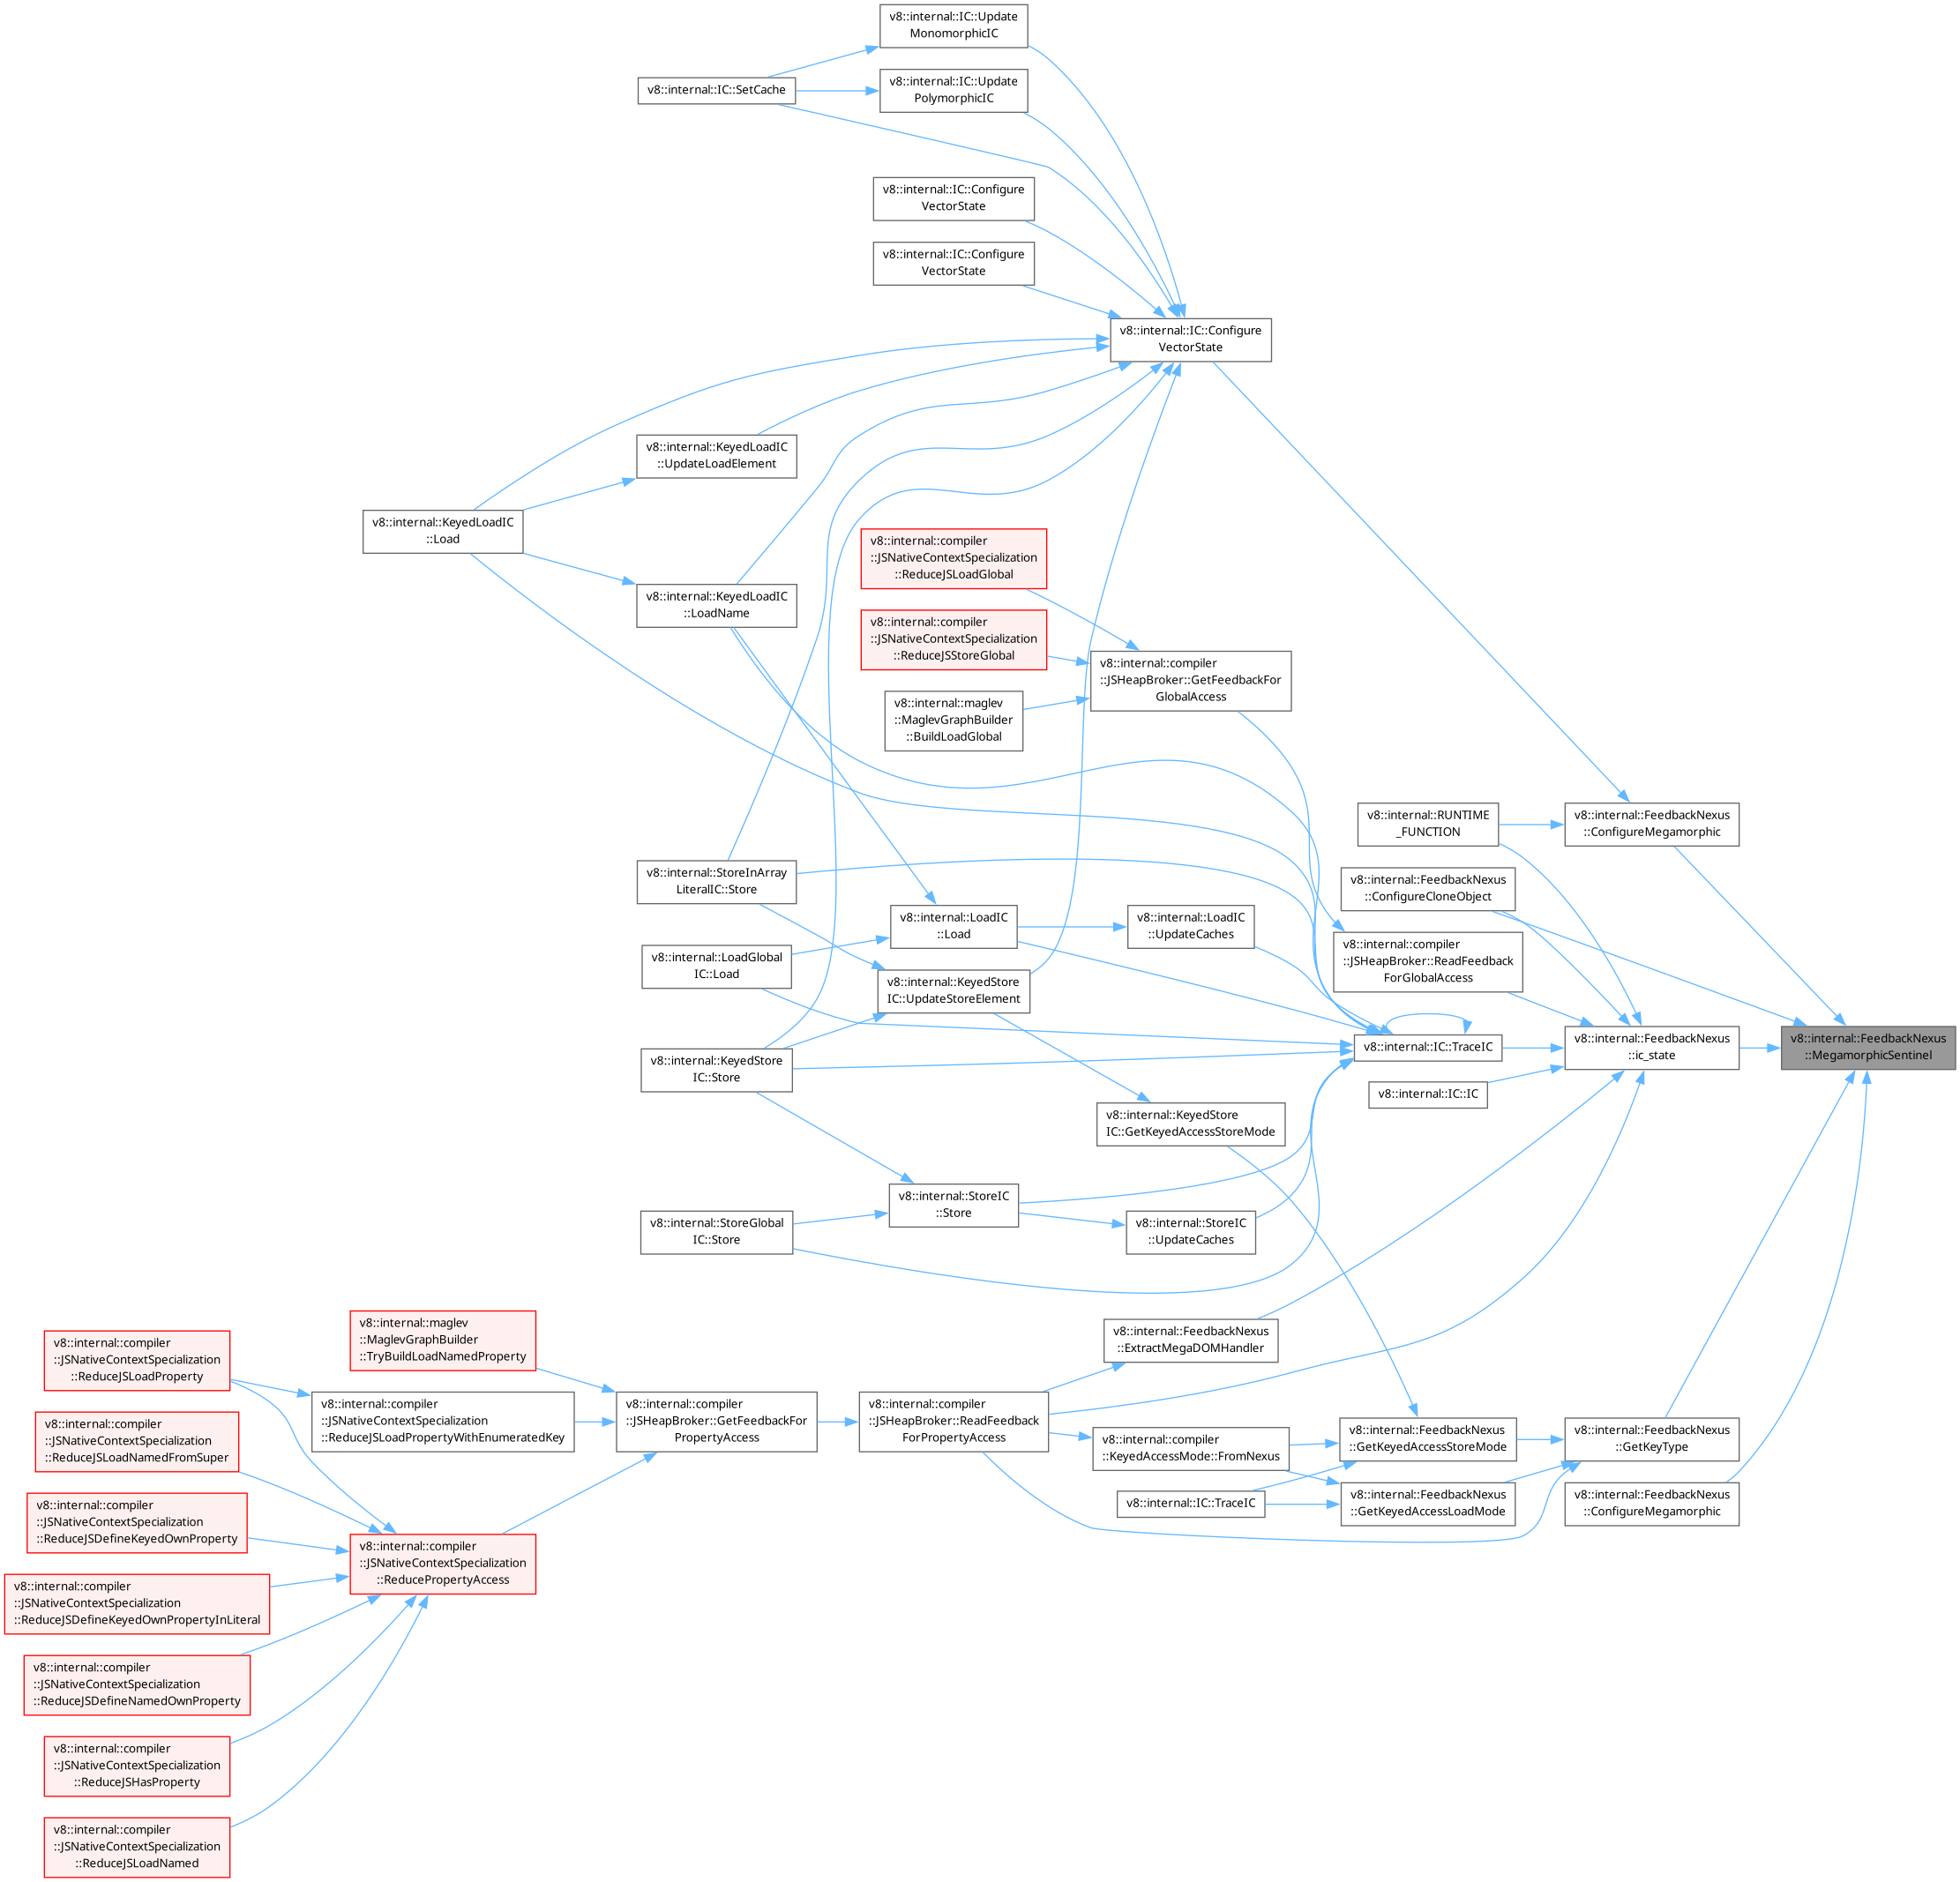 v8::internal::IC::Update
MonomorphicIC
v8::internal::IC::SetCache
v8::internal::IC::Update
PolymorphicIC
v8::internal::IC::Configure
VectorState
v8::internal::IC::Configure
VectorState
v8::internal::IC::Configure
VectorState
v8::internal::KeyedLoadIC
::UpdateLoadElement
v8::internal::KeyedLoadIC
::Load
v8::internal::compiler
::JSNativeContextSpecialization
::ReduceJSLoadGlobal
v8::internal::KeyedLoadIC
::LoadName
v8::internal::compiler
::JSNativeContextSpecialization
::ReduceJSStoreGlobal
v8::internal::compiler
::JSHeapBroker::GetFeedbackFor
GlobalAccess
v8::internal::maglev
::MaglevGraphBuilder
::BuildLoadGlobal
v8::internal::RUNTIME
_FUNCTION
v8::internal::FeedbackNexus
::ConfigureMegamorphic
v8::internal::StoreInArray
LiteralIC::Store
v8::internal::FeedbackNexus
::ConfigureCloneObject
v8::internal::LoadIC
::Load
v8::internal::LoadIC
::UpdateCaches
v8::internal::compiler
::JSHeapBroker::ReadFeedback
ForGlobalAccess
v8::internal::LoadGlobal
IC::Load
v8::internal::KeyedStore
IC::UpdateStoreElement
v8::internal::KeyedStore
IC::Store
v8::internal::IC::TraceIC
v8::internal::FeedbackNexus
::ic_state
v8::internal::FeedbackNexus
::MegamorphicSentinel
v8::internal::IC::IC
v8::internal::KeyedStore
IC::GetKeyedAccessStoreMode
v8::internal::StoreIC
::Store
v8::internal::StoreGlobal
IC::Store
v8::internal::StoreIC
::UpdateCaches
v8::internal::maglev
::MaglevGraphBuilder
::TryBuildLoadNamedProperty
v8::internal::FeedbackNexus
::ExtractMegaDOMHandler
v8::internal::compiler
::JSNativeContextSpecialization
::ReduceJSLoadProperty
v8::internal::compiler
::JSNativeContextSpecialization
::ReduceJSLoadPropertyWithEnumeratedKey
v8::internal::compiler
::JSHeapBroker::GetFeedbackFor
PropertyAccess
v8::internal::compiler
::JSHeapBroker::ReadFeedback
ForPropertyAccess
v8::internal::compiler
::KeyedAccessMode::FromNexus
v8::internal::FeedbackNexus
::GetKeyedAccessStoreMode
v8::internal::FeedbackNexus
::GetKeyType
v8::internal::compiler
::JSNativeContextSpecialization
::ReduceJSLoadNamedFromSuper
v8::internal::IC::TraceIC
v8::internal::FeedbackNexus
::GetKeyedAccessLoadMode
v8::internal::FeedbackNexus
::ConfigureMegamorphic
v8::internal::compiler
::JSNativeContextSpecialization
::ReduceJSDefineKeyedOwnProperty
v8::internal::compiler
::JSNativeContextSpecialization
::ReducePropertyAccess
v8::internal::compiler
::JSNativeContextSpecialization
::ReduceJSDefineKeyedOwnPropertyInLiteral
v8::internal::compiler
::JSNativeContextSpecialization
::ReduceJSDefineNamedOwnProperty
v8::internal::compiler
::JSNativeContextSpecialization
::ReduceJSHasProperty
v8::internal::compiler
::JSNativeContextSpecialization
::ReduceJSLoadNamed